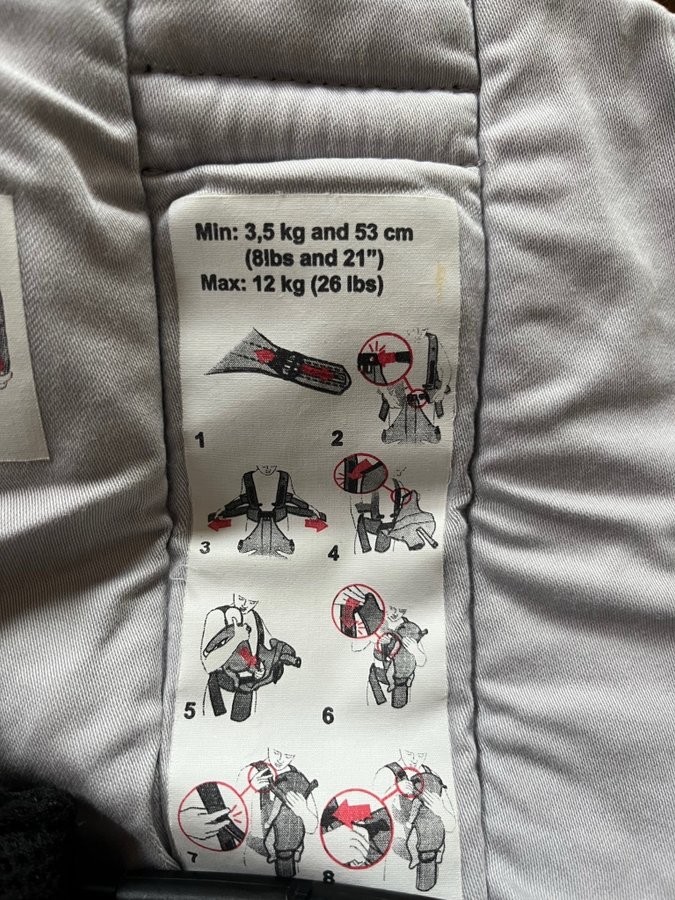 Min: 3,5 kg and 53 cm
(8lbs and 21”)
Max: 12 kg (26 lbs)
1
2
3
4
5
6
7
8